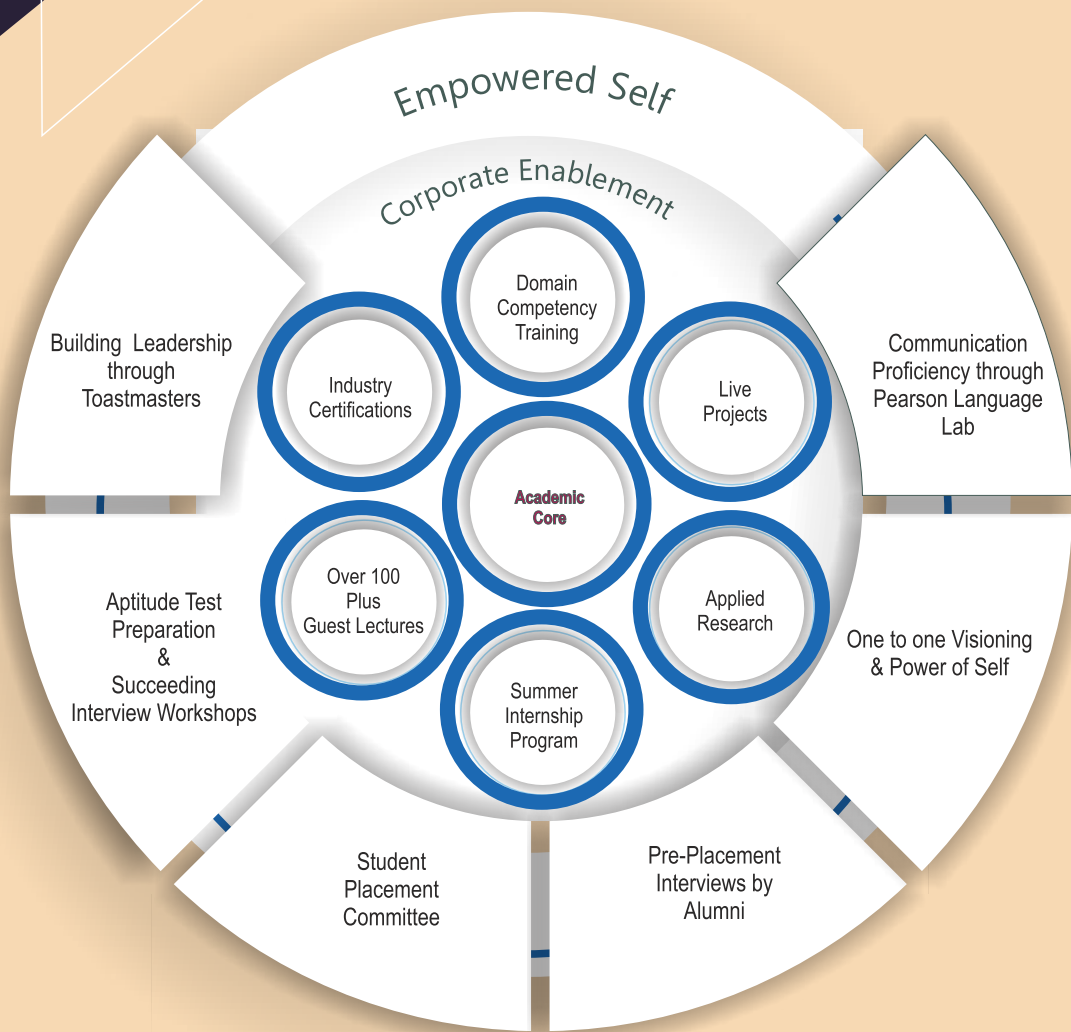 Empowered Self
Corporate Enablement
Domain
Competency
Training
Industry
Certifications
Live
Projects
Academic
Core
Over 100
Plus
Guest Lectures
Applied
Research
Summer
Internship
Program
Building Leadership
through
Toastmasters
Communication
Proficiency through
Pearson Language
Lab
Aptitude Test
Preparation
&
Succeeding
Interview Workshops
One to one Visioning
& Power of Self
Student
Placement
Committee
Pre-Placement
Interviews by
Alumni